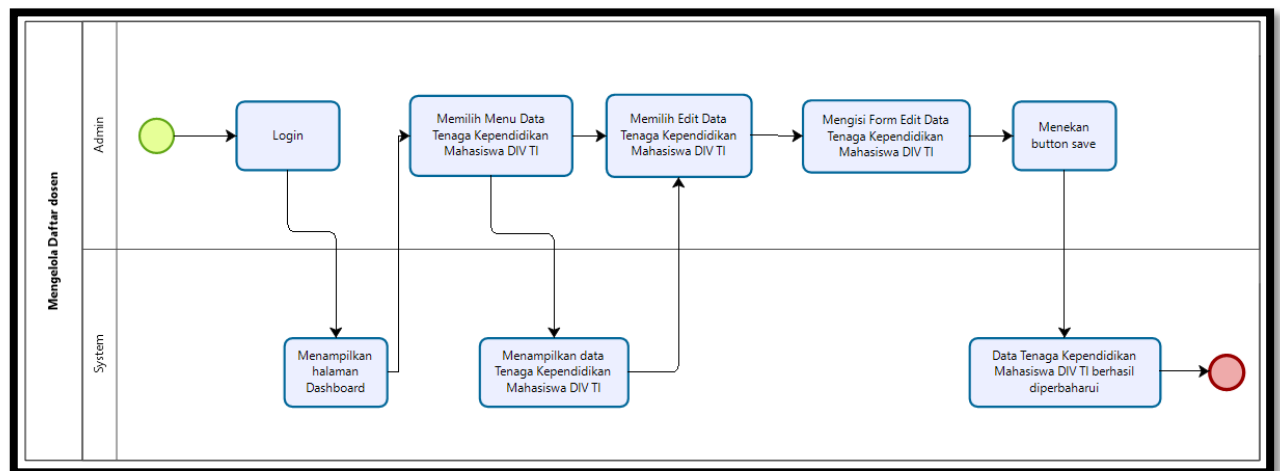 Mengelola Daftar dosen
Admin
Login
Memilih Menu Data
Tenaga Kependidikan
Mahasiswa DIV TI
Memilih Edit Data
Tenaga Kependidikan
Mahasiswa DIV TI
Mengisi Form Edit Data
Tenaga Kependidikan
Mahasiswa DIV TI
Menekan
button save
System
Menampilkan
halaman
Dashboard
Menampilkan data
Tenaga Kependidikan
Mahasiswa DIV TI
Data Tenaga Kependidikan
Mahasiswa DIV TI berhasil
diperbaharui